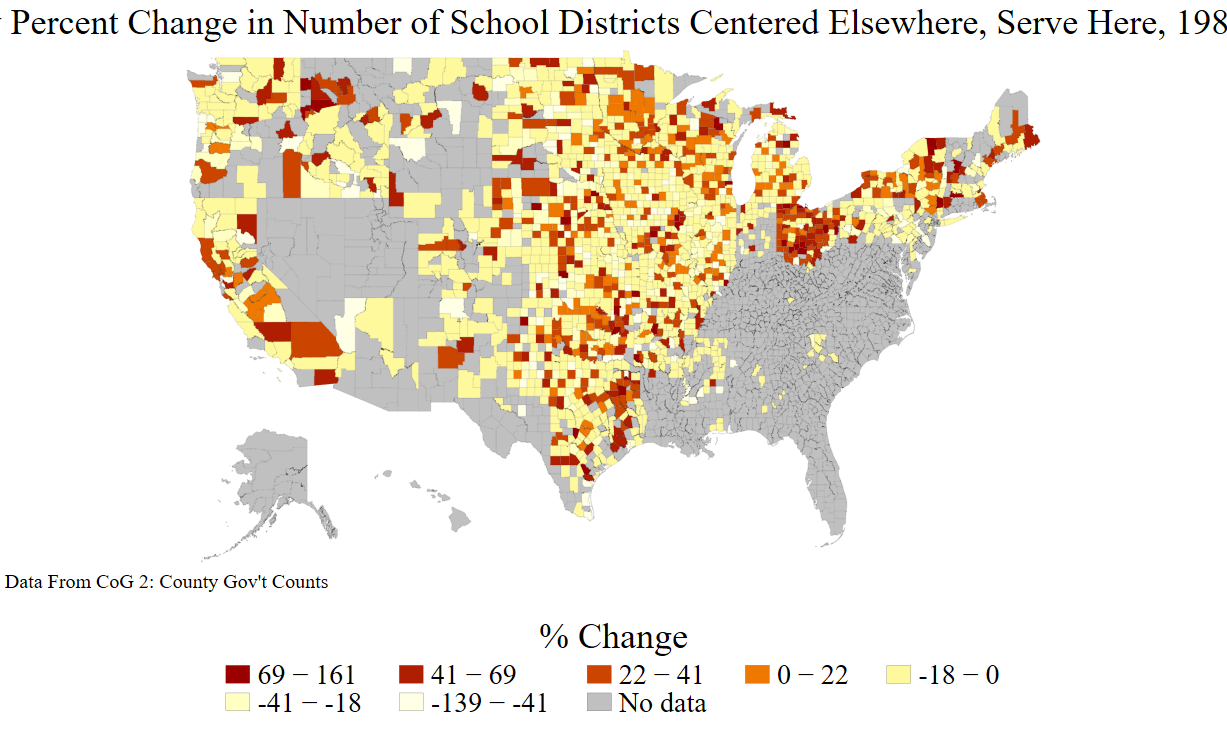 Percent Change in Number of School Districts Centered Elsewhere, Serve Here, 198
Data From CoG 2: County Gov't Counts
% Change
69 − 161 41 − 69 22 − 41 0 − 22 -18 − 0
-41 − -18 -139 − -41 No data